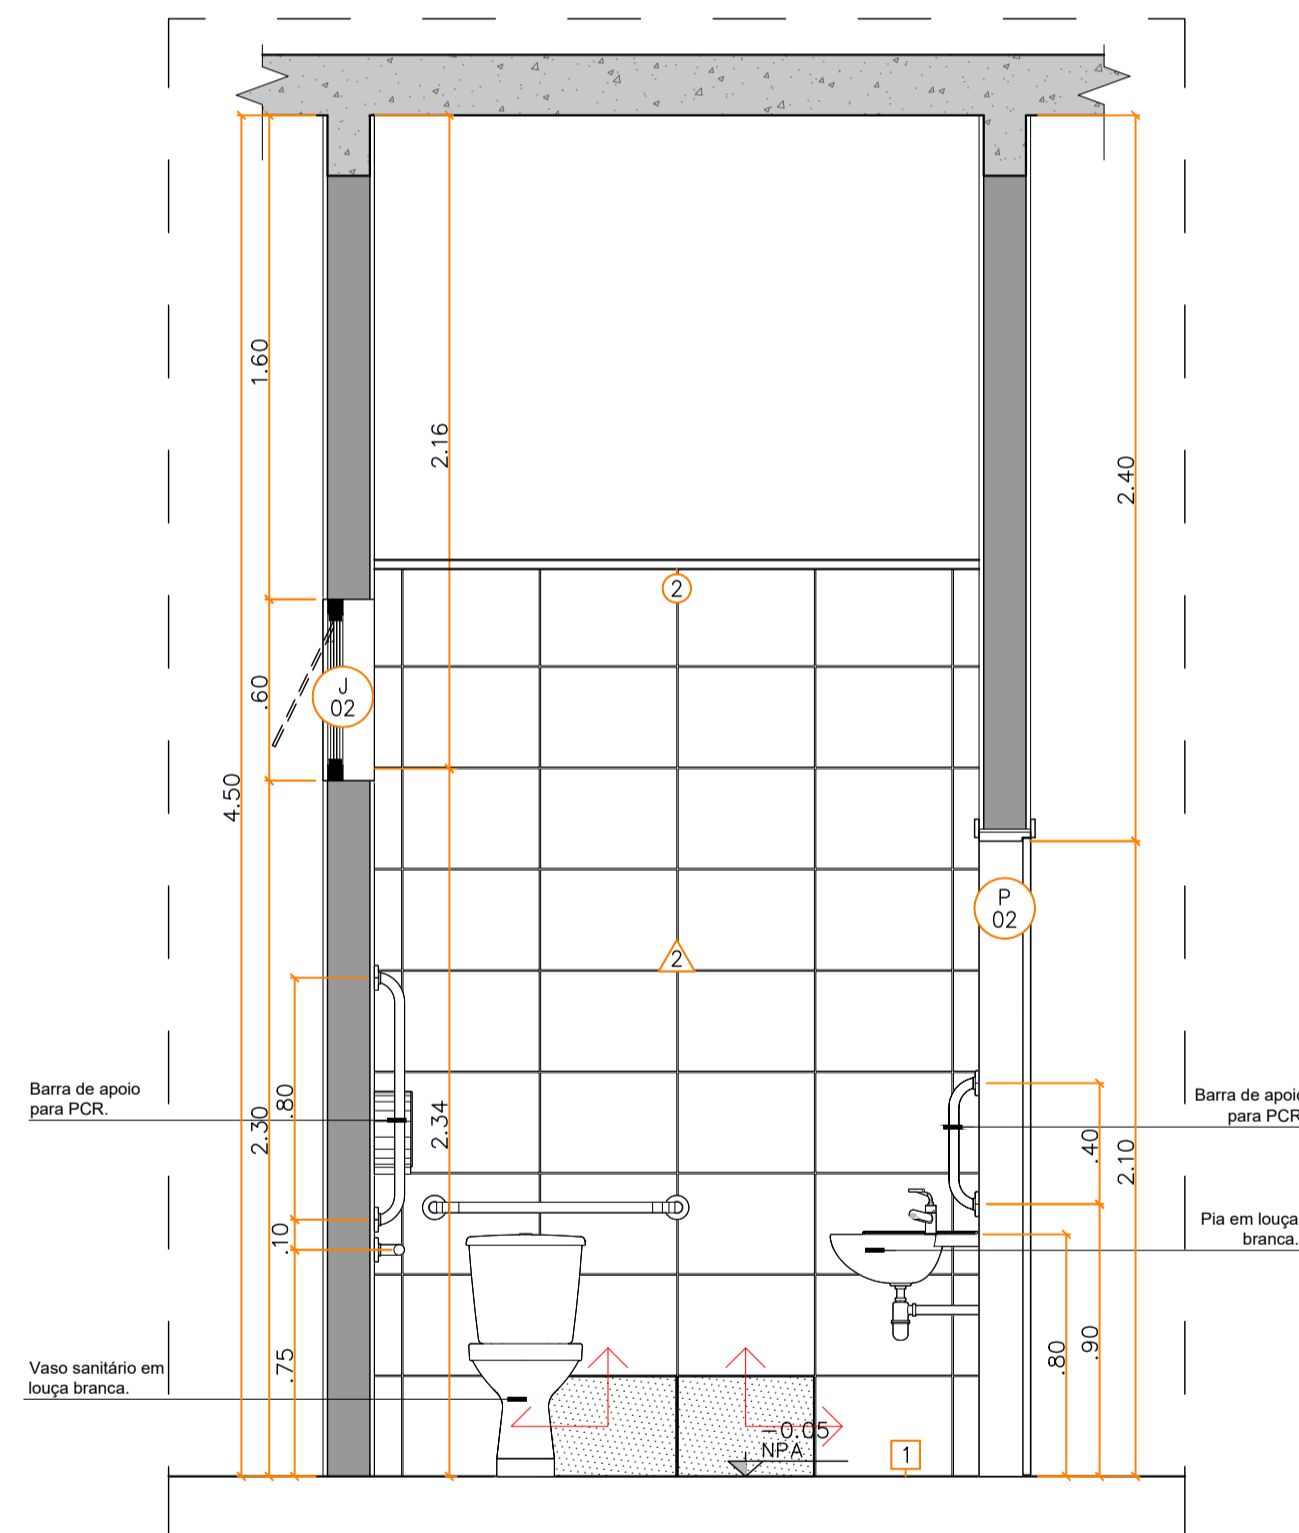 1.60
2.16
2.40
2
.60
J
02
4.50
P
02
2
Barra de apoio
para PCR.
.80
2.30
2.34
Barra de apoio
para PCR
.40
2.10
.10
Pia em louça
branca.
.75
.80
.90
Vaso sanitário em
louça branca.
-0.05
NPA
1